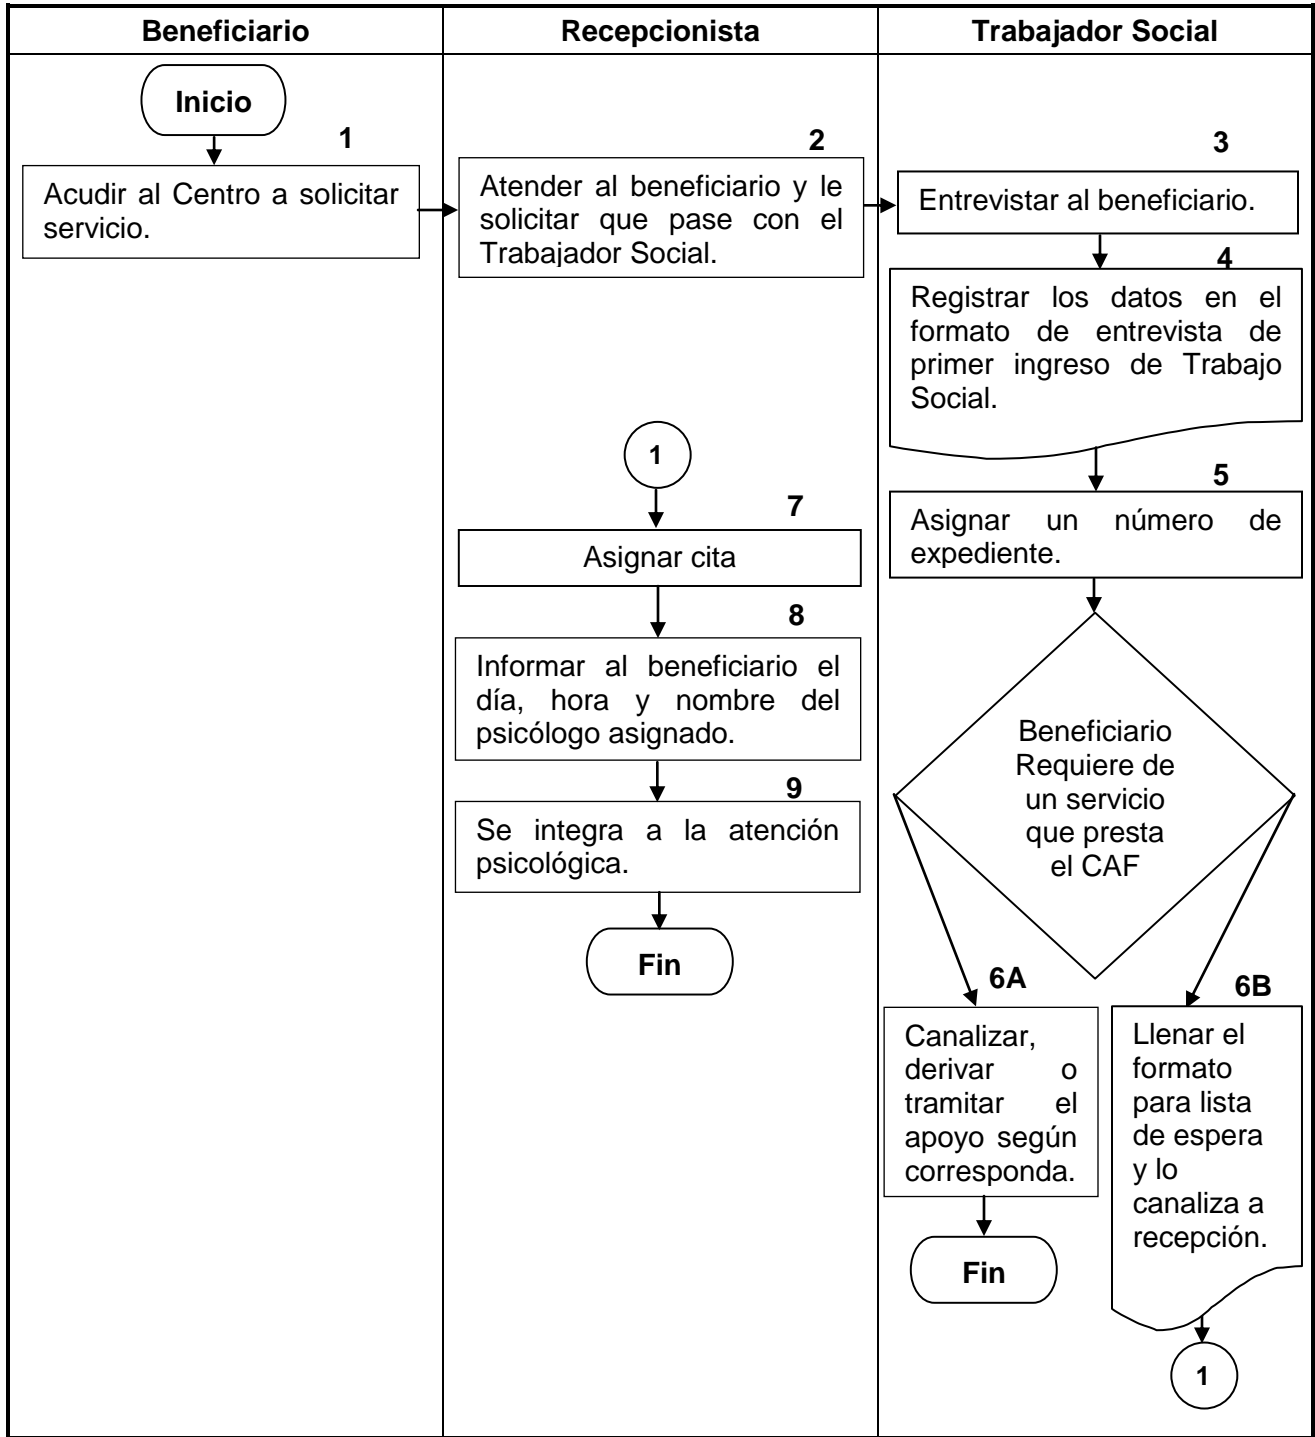 Beneficiario
Recepcionista
Trabajador Social
Inicio
1
Acudir al Centro a solicitar
servicio.
2
Atender al beneficiario y le
solicitar que pase con el
Trabajador Social.
3
Entrevistar al beneficiario.
4
Registrar los datos en el
formato de entrevista de
primer ingreso de Trabajo
Social.
5
Asignar un número de
expediente.
Beneficiario
Requiere de
un servicio
que presta
el CAF
6A
Canalizar,
derivar o
tramitar el
apoyo según
corresponda.
Fin
6B
Llenar el
formato
para lista
de espera
y lo
canaliza a
recepción.
1
1
7
Asignar cita
8
Informar al beneficiario el
día, hora y nombre del
psicólogo asignado.
9
Se integra a la atención
psicológica.
Fin